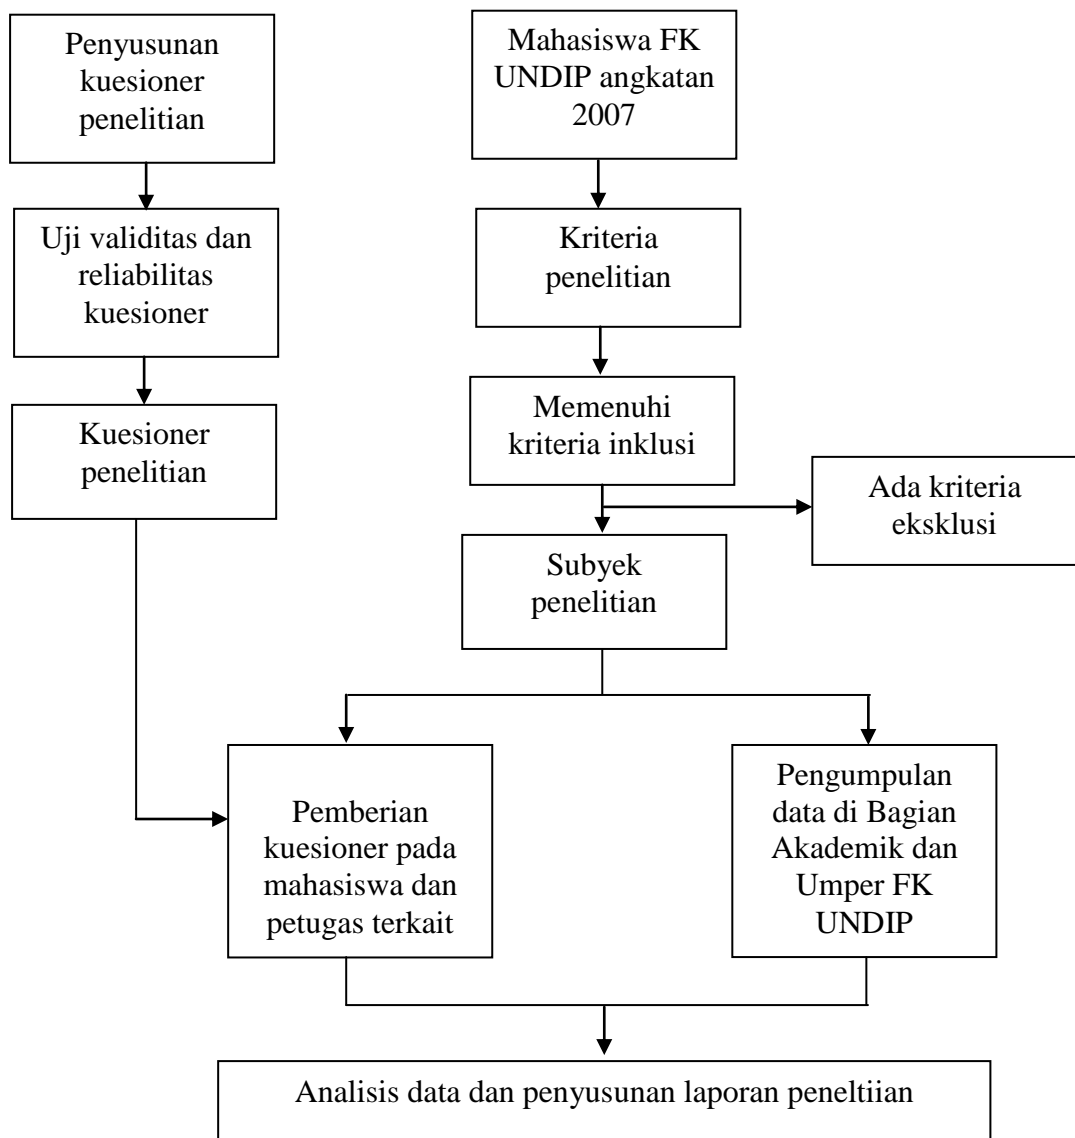 Penyusunan
kuesioner
penelitian
Uji validitas dan
reliabilitas
kuesioner
Kuesioner
penelitian
Mahasiswa FK
UNDIP angkatan
2007
Kriteria
penelitian
Memenuhi
kriteria inklusi
Ada kriteria
eksklusi
Subyek
penelitian
Pemberian
kuesioner pada
mahasiswa dan
petugas terkait
Pengumpulan
data di Bagian
Akademik dan
Umper FK
UNDIP
Analisis data dan penyusunan laporan peneltiian